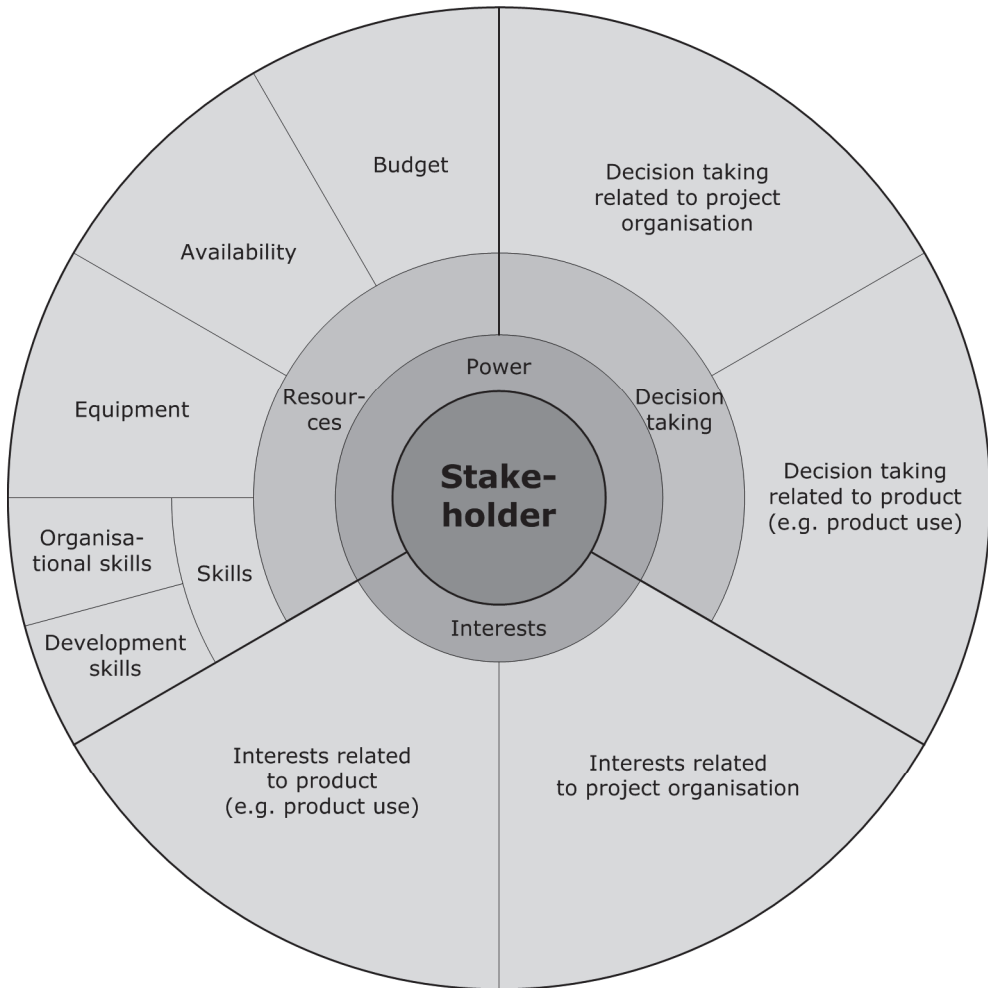 Budget
Decision taking
related to project
organisation
Availability
Power
Resour-
ces
Decision
taking
Equipment
Stake-
holder
Decision taking
related to product
(e.g. product use)
Organisa-
tional skills
Skills
Development
skills
Interests
Interests related
to product
(e.g. product use)
Interests related
to project organisation